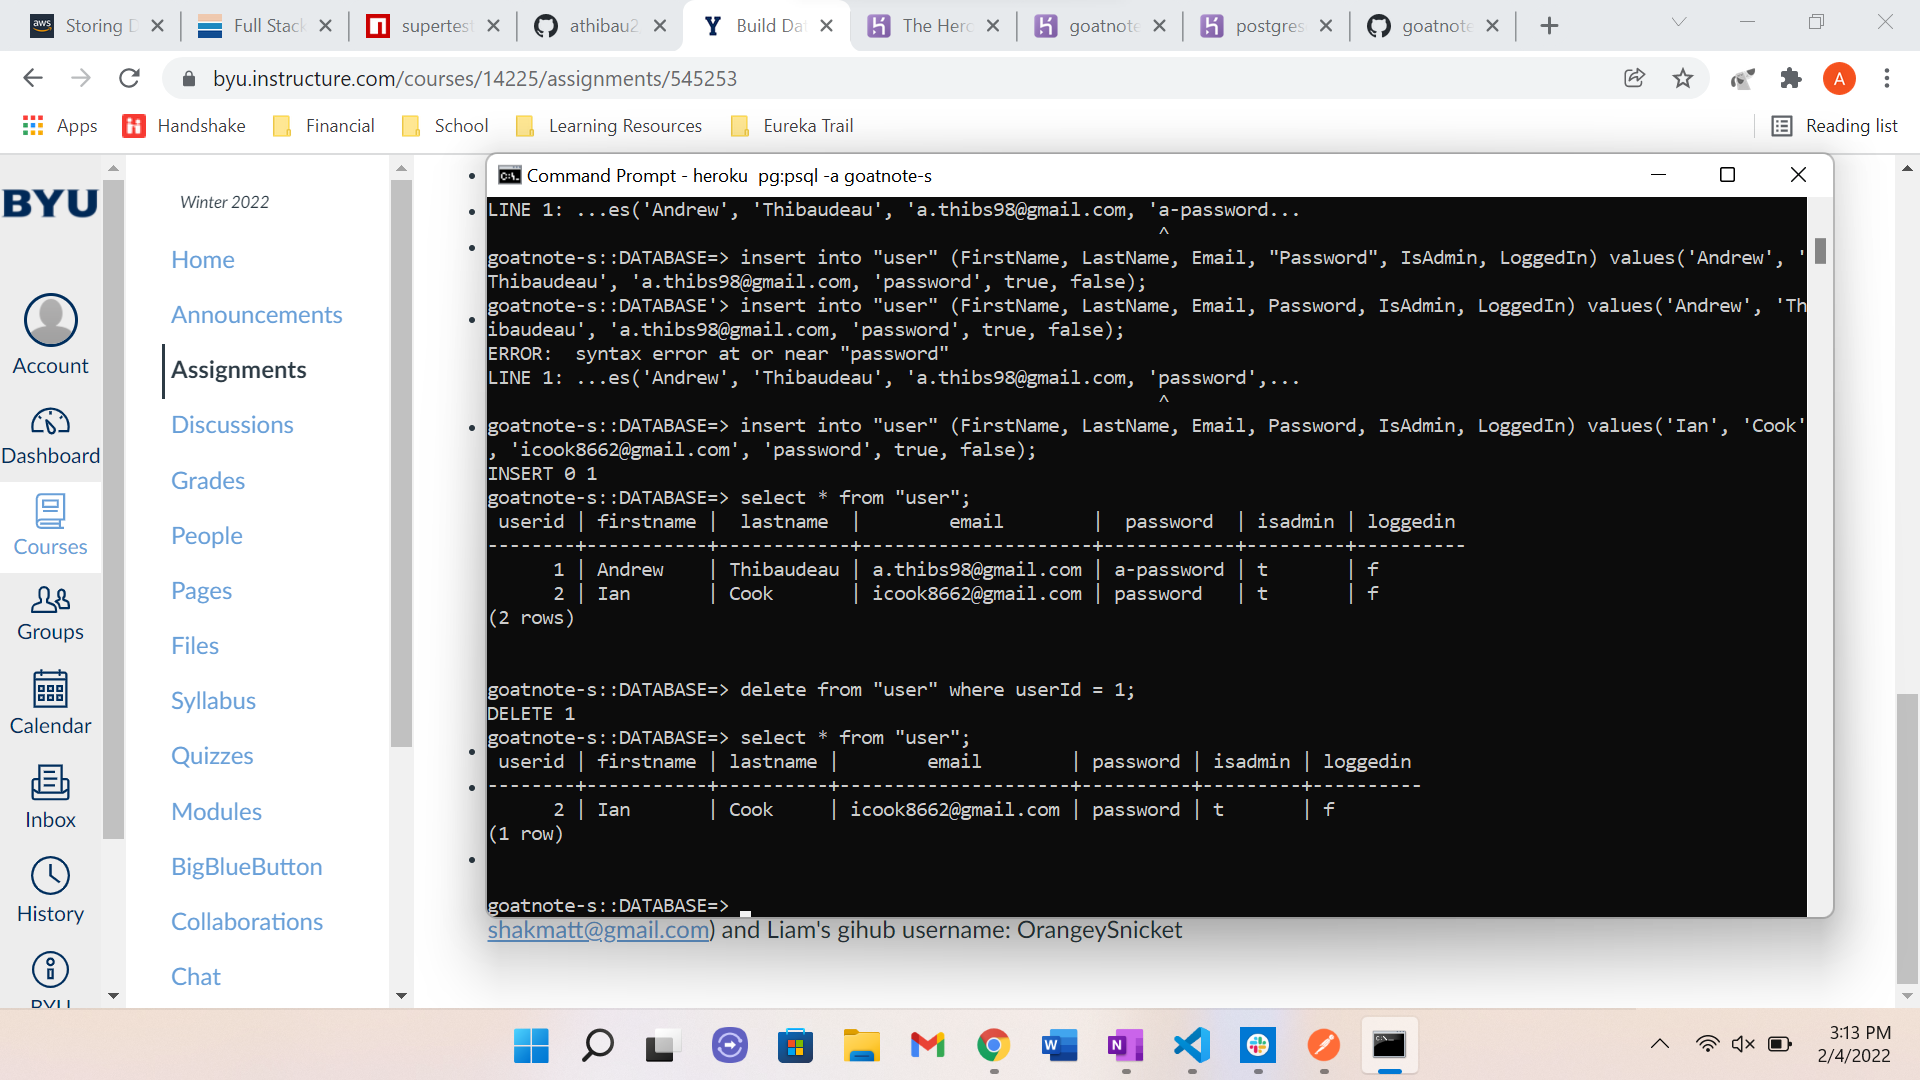 Storing D
Full Stack
supertest
athibau2
Build Dat
The Hero
goatnote
postgres
goatnote
byu.instructure.com/courses/14225/assignments/545253
A
Apps
Handshake
Financial
School
Learning Resources
Eureka Trail
Reading list
BYU
Account
Dashboard
Courses
Groups
Calendar
Inbox
History
BYU
Winter 2022
Home
Announcements
Assignments
Discussions
Grades
People
Pages
Files
Syllabus
Quizzes
Modules
BigBlueButton
Collaborations
Chat
Command Prompt - heroku  pg:psql -a goatnote-s
LINE 1: ...es('Andrew', 'Thibaudeau', 'a.thibs98@gmail.com, 'a-password...
^
goatnote-s::DATABASE=> insert into "user" (FirstName, LastName, Email, "Password", IsAdmin, LoggedIn) values('Andrew', '
Thibaudeau', 'a.thibs98@gmail.com, 'password', true, false);
goatnote-s::DATABASE'> insert into "user" (FirstName, LastName, Email, Password, IsAdmin, LoggedIn) values('Andrew', 'Th
ibaudeau', 'a.thibs98@gmail.com, 'password', true, false);
ERROR:  syntax error at or near "password"
LINE 1: ...es('Andrew', 'Thibaudeau', 'a.thibs98@gmail.com, 'password',...
^
goatnote-s::DATABASE=> insert into "user" (FirstName, LastName, Email, Password, IsAdmin, LoggedIn) values('Ian', 'Cook'
, 'icook8662@gmail.com', 'password', true, false);
INSERT 0 1
goatnote-s::DATABASE=> select * from "user";
userid | firstname |  lastname  |        email        |  password  | isadmin | loggedin
--------+-----------+------------+---------------------+------------+---------+----------
1 | Andrew    | Thibaudeau | a.thibs98@gmail.com | a-password | t       | f
2 | Ian       | Cook       | icook8662@gmail.com | password   | t       | f
(2 rows)
goatnote-s::DATABASE=> delete from "user" where userId = 1;
DELETE 1
goatnote-s::DATABASE=> select * from "user";
userid | firstname | lastname |        email        | password | isadmin | loggedin
--------+-----------+----------+---------------------+----------+---------+----------
2 | Ian       | Cook     | icook8662@gmail.com | password | t       | f
(1 row)
goatnote-s::DATABASE=>
shakmatt@gmail.com) and Liam's gihub username: OrangeySnicket
3:13 PM
2/4/2022